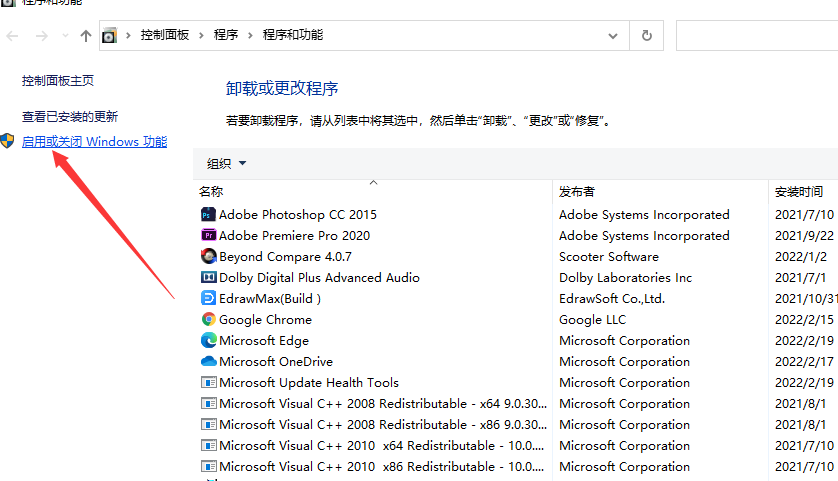 程序和功能
控制面板 > 程序 > 程序和功能
控制面板主页
查看已安装的更新
启用或关闭 Windows 功能
卸载或更改程序
若要卸载程序，请从列表中将其选中，然后单击“卸载”、“更改”或“修复”。
组织
名称 发布者 安装时间
Adobe Photoshop CC 2015 Adobe Systems Incorporated 2021/7/10
Adobe Premiere Pro 2020 Adobe Systems Incorporated 2021/9/22
Beyond Compare 4.0.7 Scooter Software 2022/1/2
Dolby Digital Plus Advanced Audio Dolby Laboratories Inc 2021/7/1
EdrawMax(Build ) EdrawSoft Co.,Ltd. 2021/10/31
Google Chrome Google LLC 2022/2/15
Microsoft Edge Microsoft Corporation 2022/2/19
Microsoft OneDrive Microsoft Corporation 2022/2/17
Microsoft Update Health Tools Microsoft Corporation 2022/2/19
Microsoft Visual C++ 2008 Redistributable - x64 9.0.30... Microsoft Corporation 2021/8/1
Microsoft Visual C++ 2008 Redistributable - x86 9.0.30... Microsoft Corporation 2021/8/1
Microsoft Visual C++ 2010 x64 Redistributable - 10.0.... Microsoft Corporation 2021/7/10
Microsoft Visual C++ 2010 x86 Redistributable - 10.0.... Microsoft Corporation 2021/7/10